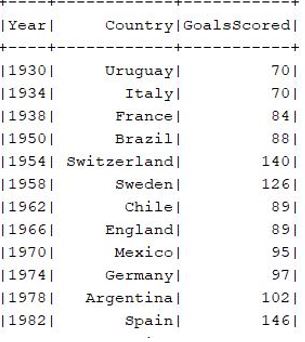 +----+-----------+-----------+
|Year|    Country|GoalsScored|
+----+-----------+-----------+
|1930|    Uruguay|         70|
|1934|      Italy|         70|
|1938|     France|         84|
|1950|     Brazil|         88|
|1954|Switzerland|        140|
|1958|     Sweden|        126|
|1962|      Chile|         89|
|1966|    England|         89|
|1970|     Mexico|         95|
|1974|    Germany|         97|
|1978|  Argentina|        102|
|1982|      Spain|        146|